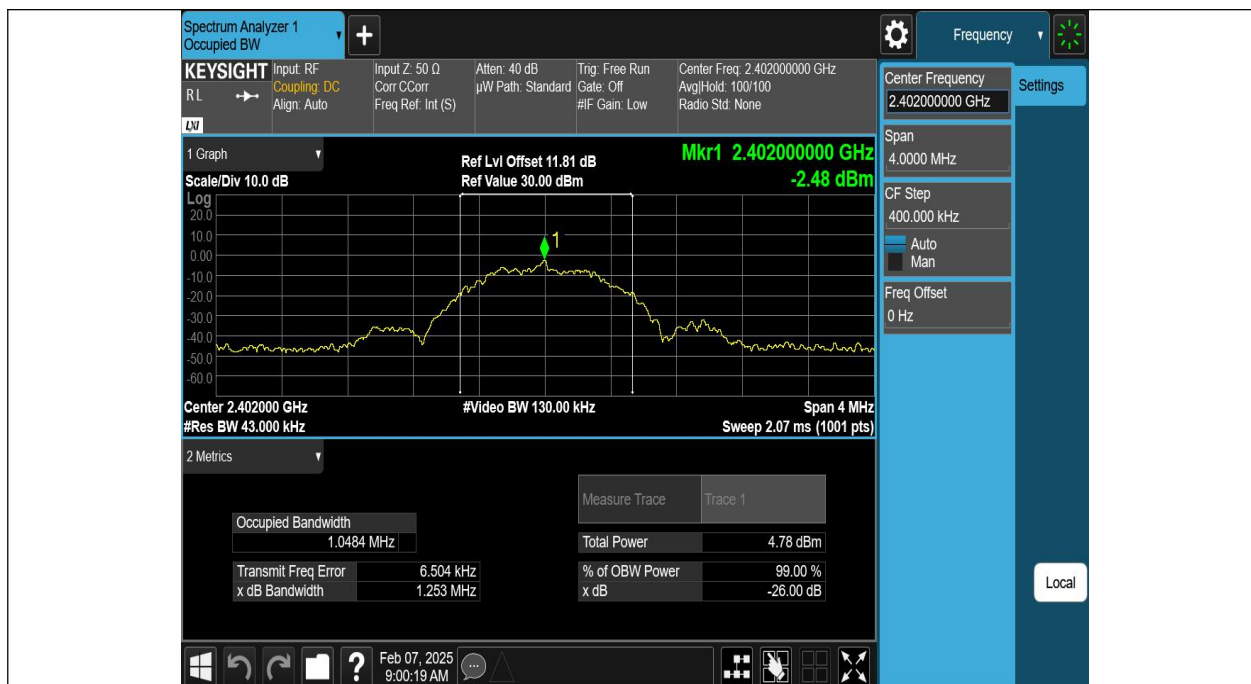 Spectrum Analyzer 1
Occupied BW
+
Frequency
KEYSIGHT
R L
LXI
Input: RF
Coupling: DC
Align: Auto
Input Z: 50 Ω
Corr CCorr
Freq Ref: Int (S)
Atten: 40 dB
µW Path: Standard
Trig: Free Run
Gate: Off
#IF Gain: Low
Center Freq: 2.402000000 GHz
Avg|Hold: 100/100
Radio Std: None
Center Frequency
2.402000000 GHz
Settings
Span
4.0000 MHz
CF Step
400.000 kHz
Auto
Man
Freq Offset
0 Hz
Local
1 Graph
Scale/Div 10.0 dB
Ref Lvl Offset 11.81 dB
Ref Value 30.00 dBm
Mkr1 2.402000000 GHz
-2.48 dBm
Log
20.0
10.0
0.00
-10.0
-20.0
-30.0
-40.0
-50.0
-60.0
1
Center 2.402000 GHz
#Res BW 43.000 kHz
#Video BW 130.00 kHz
Span 4 MHz
Sweep 2.07 ms (1001 pts)
2 Metrics
Measure Trace Trace 1
Occupied Bandwidth
1.0484 MHz
Total Power 4.78 dBm
Transmit Freq Error 6.504 kHz
% of OBW Power 99.00 %
x dB Bandwidth 1.253 MHz
x dB -26.00 dB
?
Feb 07, 2025
9:00:19 AM